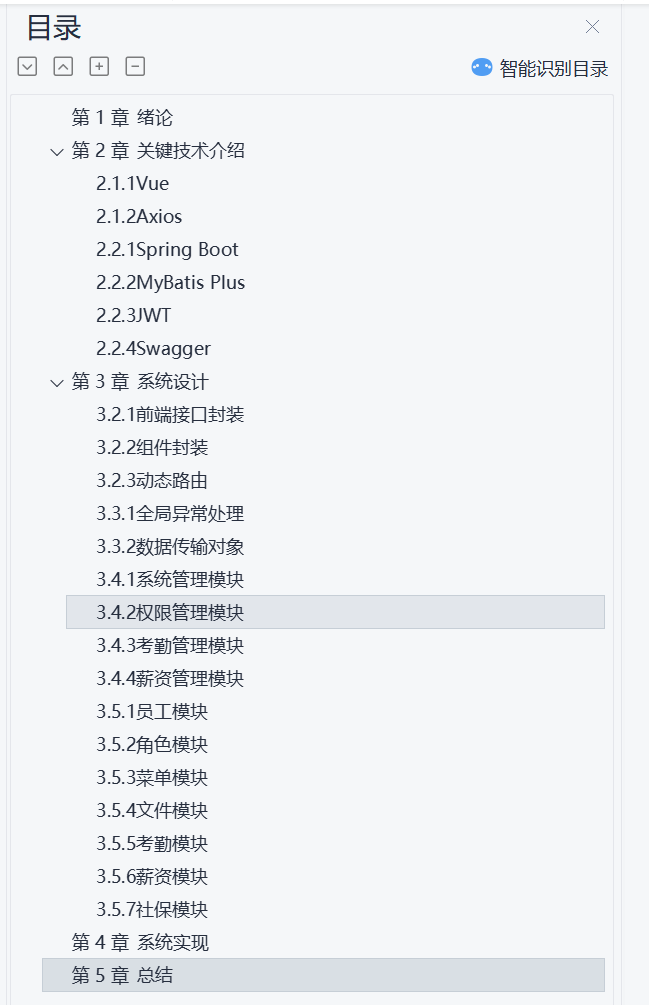 目录
智能识别目录
第 1 章 绪论
第 2 章 关键技术介绍
2.1.1Vue
2.1.2Axios
2.2.1Spring Boot
2.2.2MyBatis Plus
2.2.3JWT
2.2.4Swagger
第 3 章 系统设计
3.2.1前端接口封装
3.2.2组件封装
3.2.3动态路由
3.3.1全局异常处理
3.3.2数据传输对象
3.4.1系统管理模块
3.4.2权限管理模块
3.4.3考勤管理模块
3.4.4薪资管理模块
3.5.1员工模块
3.5.2角色模块
3.5.3菜单模块
3.5.4文件模块
3.5.5考勤模块
3.5.6薪资模块
3.5.7社保模块
第 4 章 系统实现
第 5 章 总结